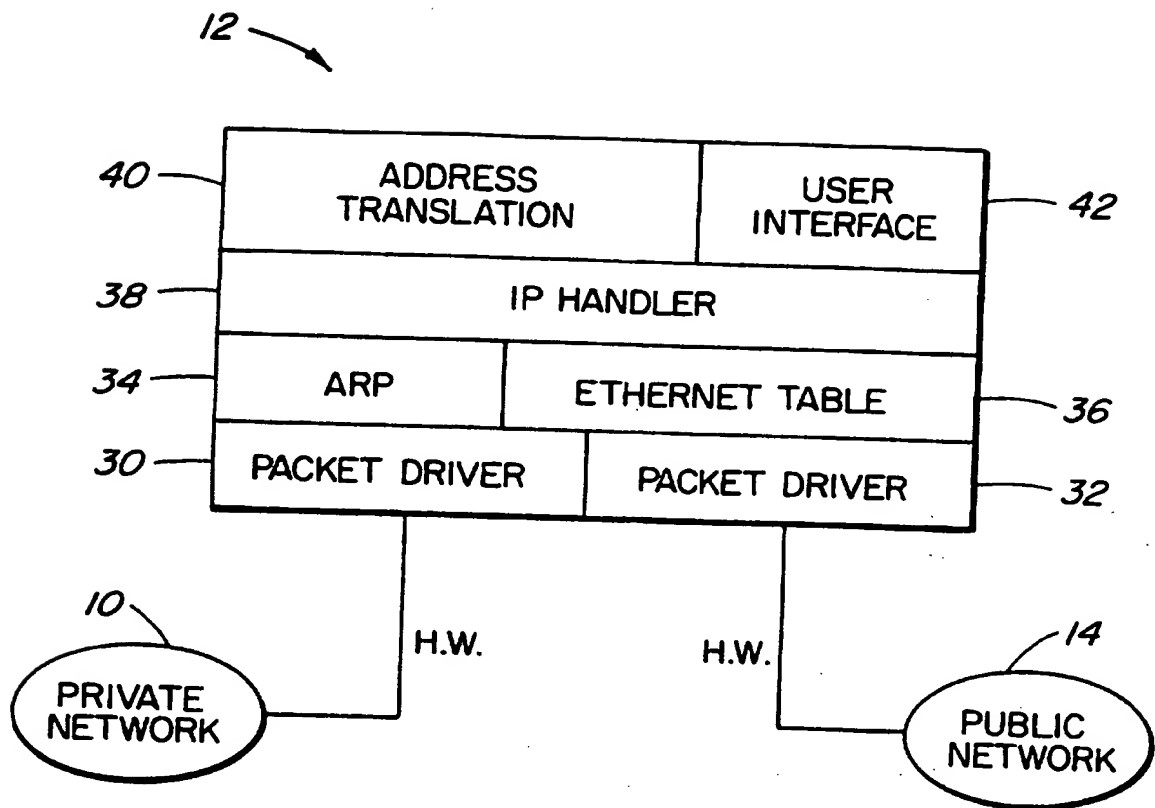 12
40
ADDRESS
TRANSLATION
USER
INTERFACE
42
38
IP HANDLER
34
ARP
ETHERNET TABLE
36
30
PACKET DRIVER
PACKET DRIVER
32
10
H.W.
H.W.
14
PRIVATE
NETWORK
PUBLIC
NETWORK